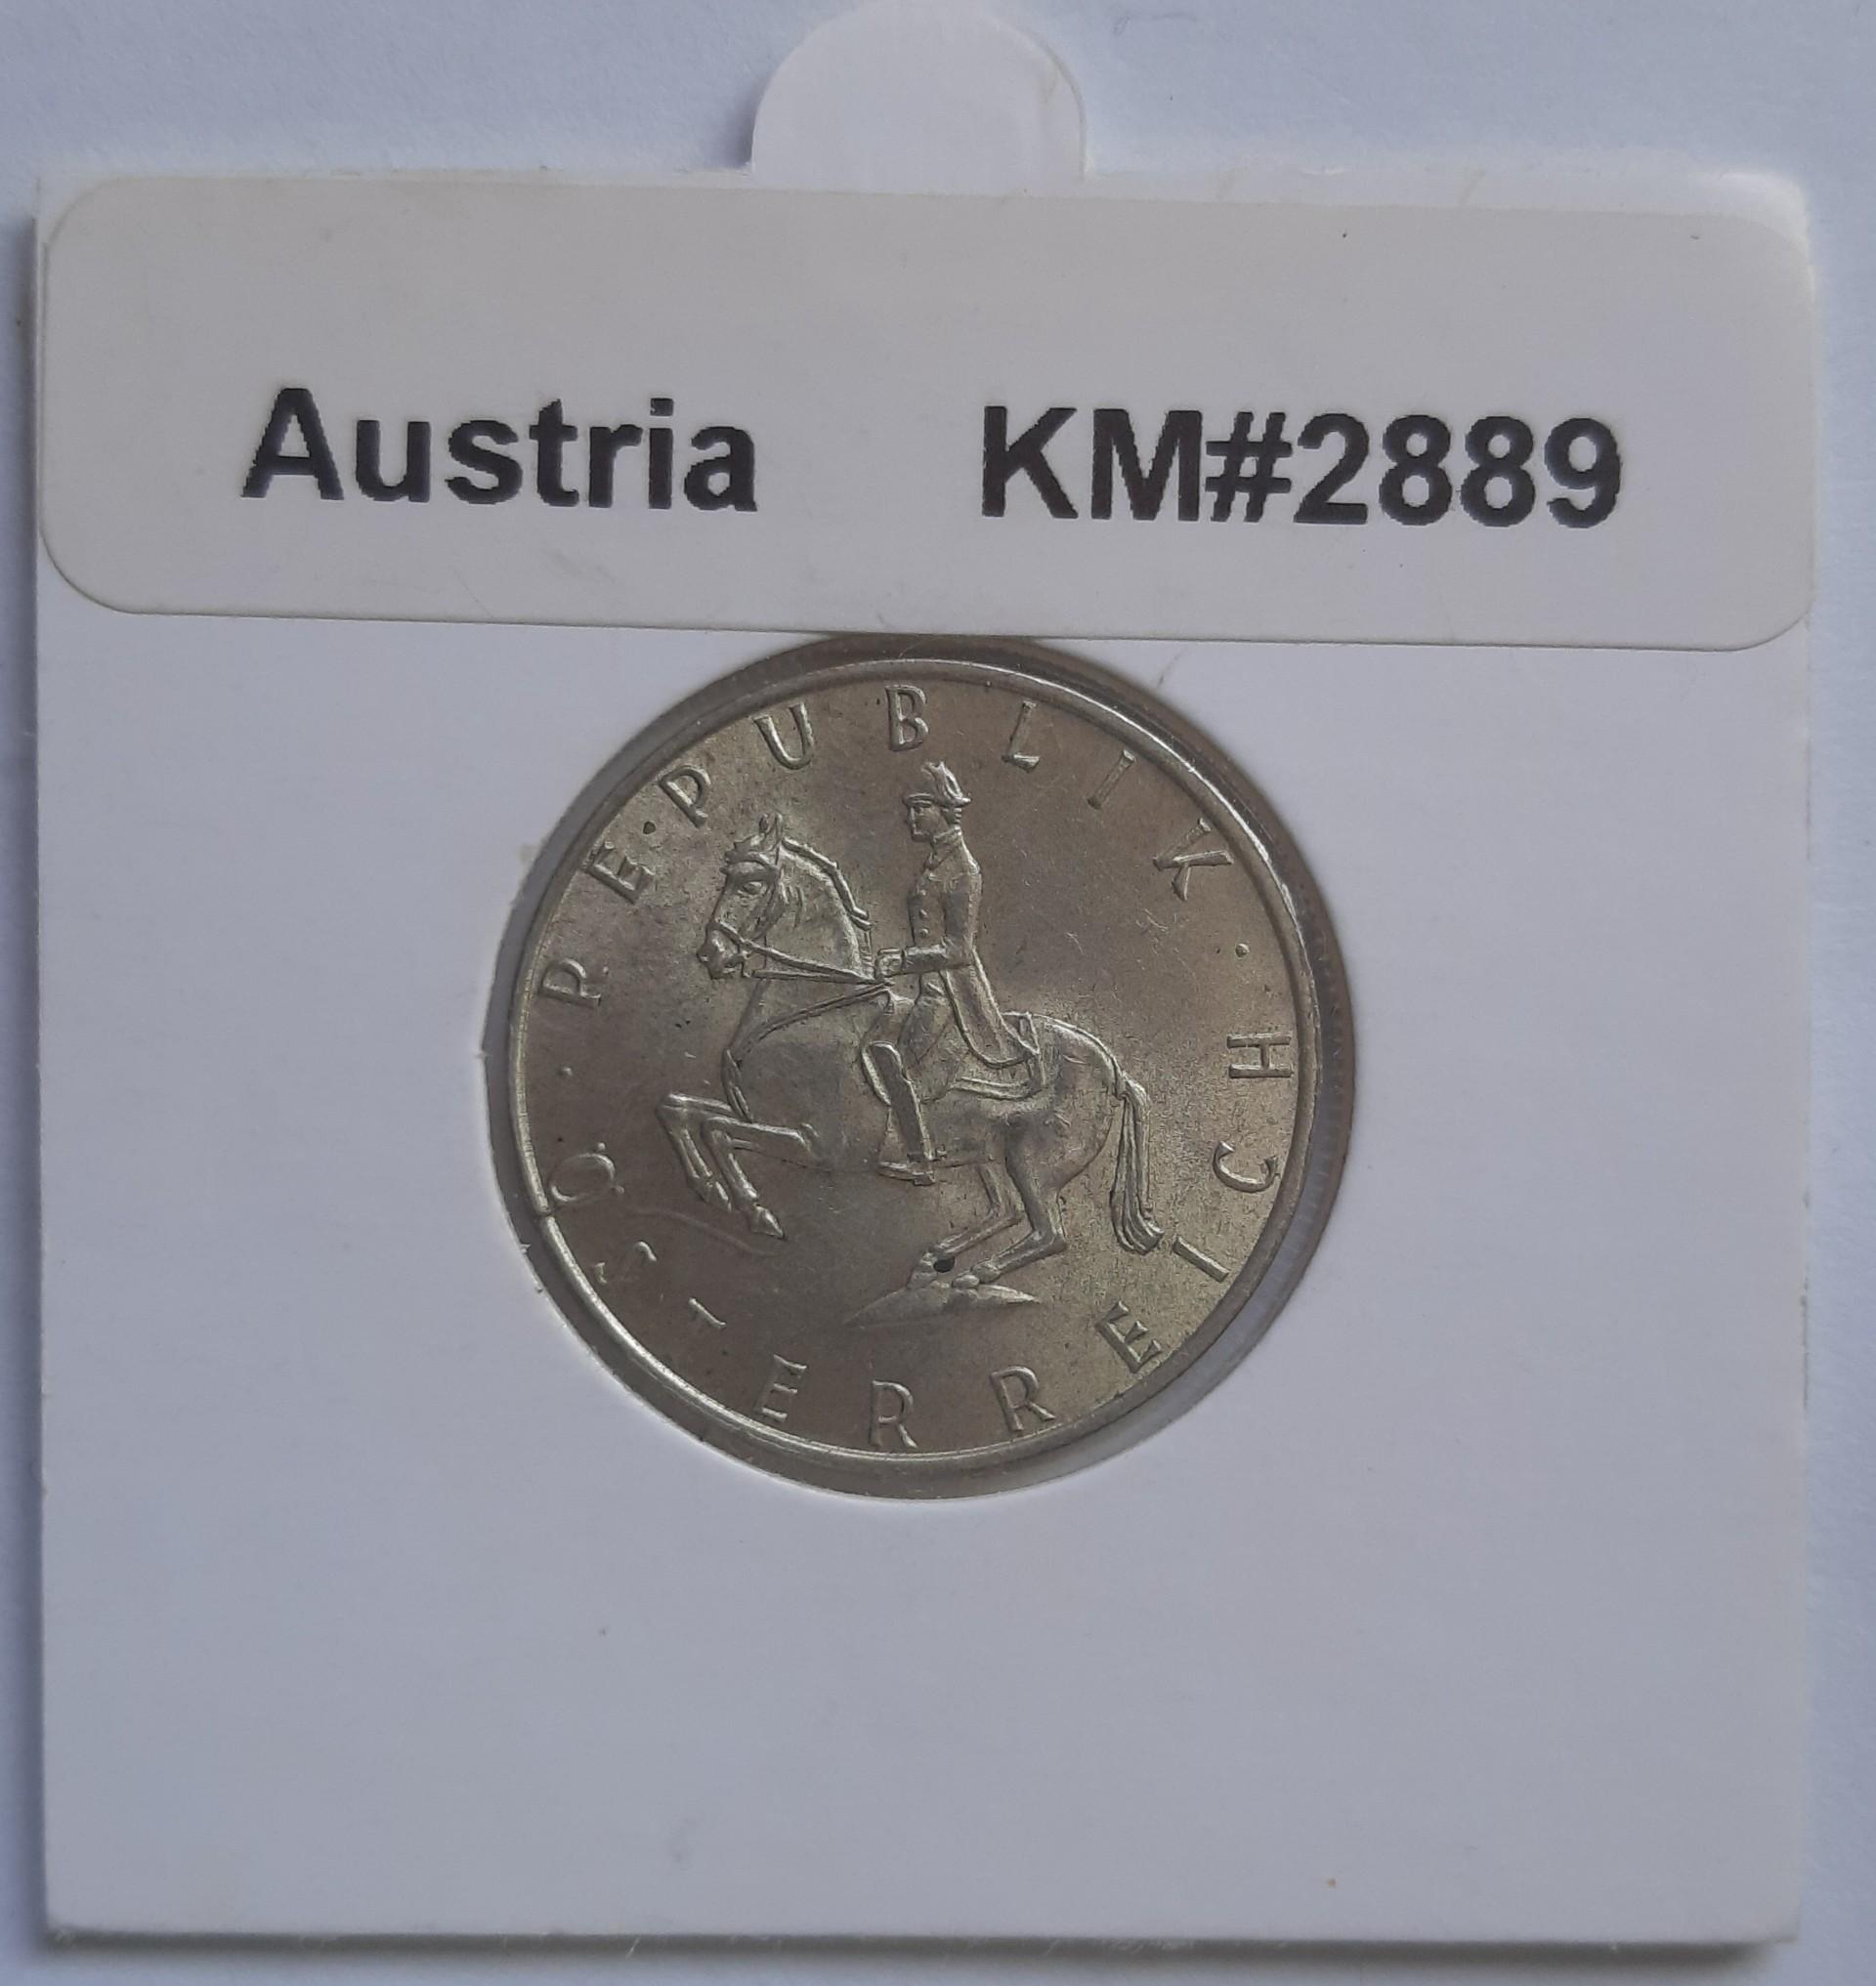 Austria KM#2889
REPUBLIK · ÖSTERREICH ·